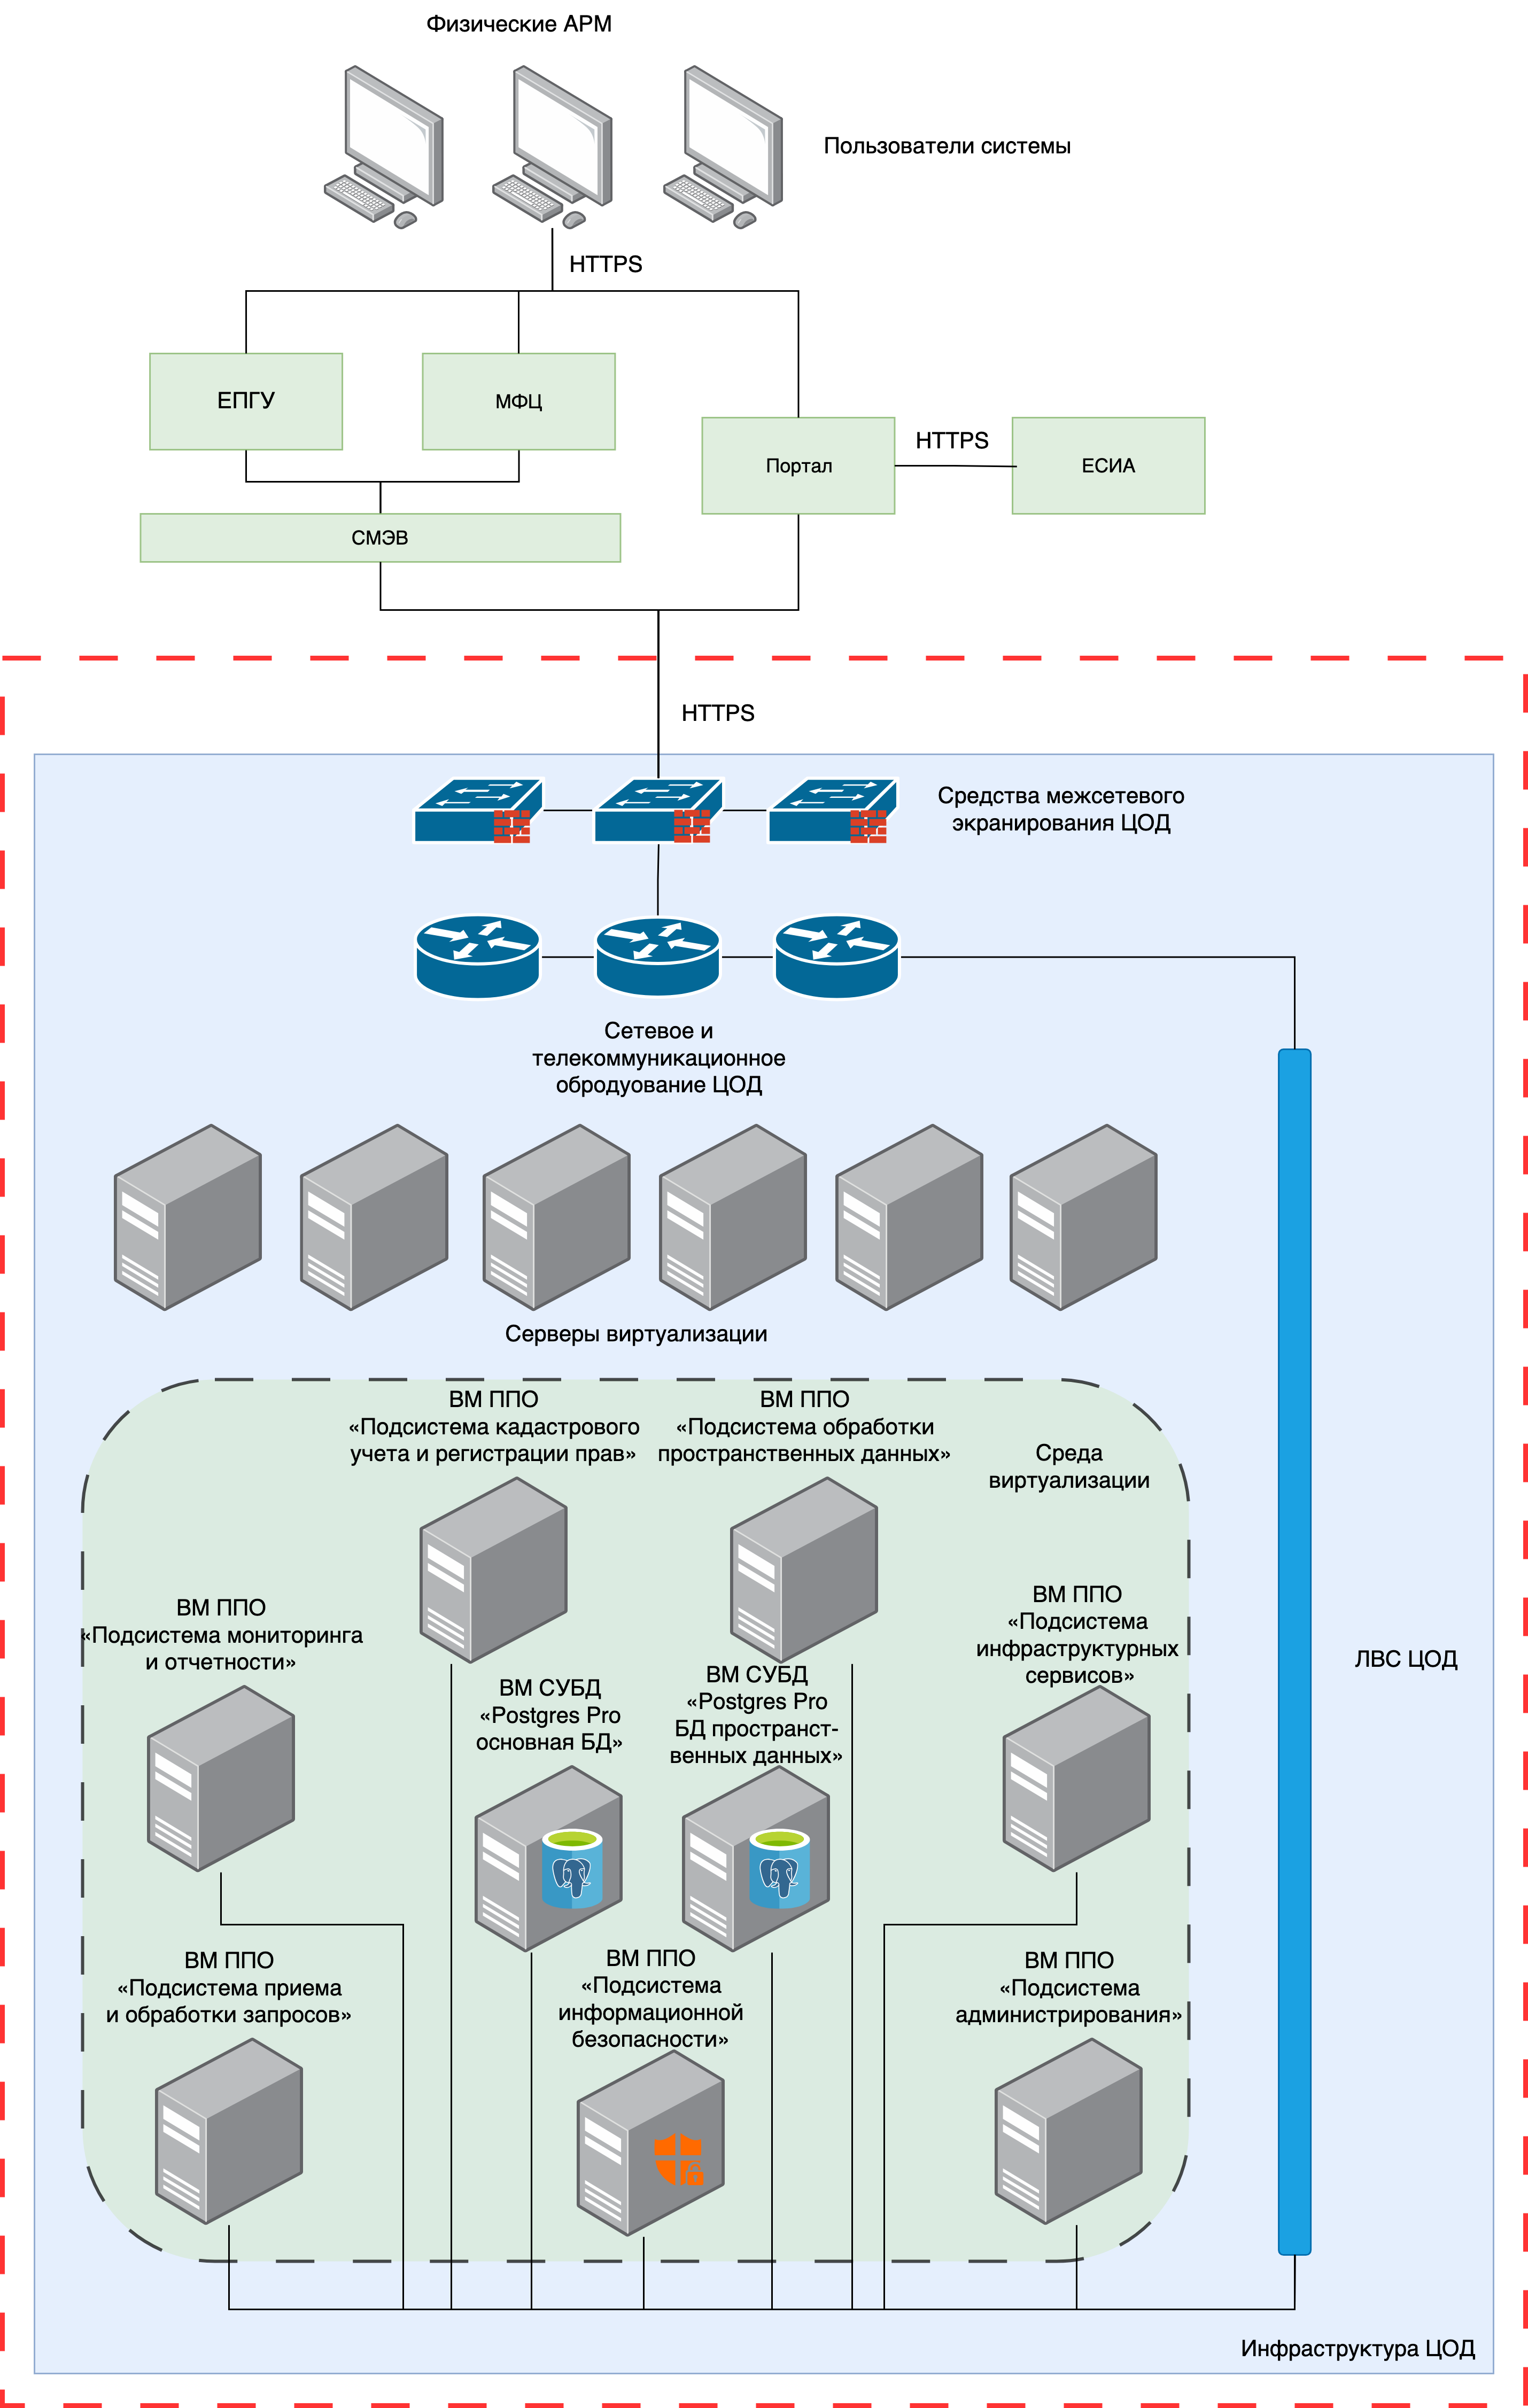 Физические АРМ
Пользователи системы
HTTPS
ЕПГУ
МФЦ
Портал
HTTPS
ЕСИА
СМЭВ
HTTPS
Средства межсетевого
экранирования ЦОД
Сетевое и
телекоммуникационное
обродуование ЦОД
Серверы виртуализации
ВМ ППО
«Подсистема кадастрового
учета и регистрации прав»
ВМ ППО
«Подсистема обработки
пространственных данных»
Среда
виртуализации
ВМ ППО
«Подсистема мониторинга
и отчетности»
ВМ СУБД
«Postgres Pro
основная БД»
ВМ СУБД
«Postgres Pro
БД пространст-
венных данных»
ВМ ППО
«Подсистема
инфраструктурных
сервисов»
ЛВС ЦОД
ВМ ППО
«Подсистема приема
и обработки запросов»
ВМ ППО
«Подсистема
информационной
безопасности»
ВМ ППО
«Подсистема
администрирования»
Инфраструктура ЦОД